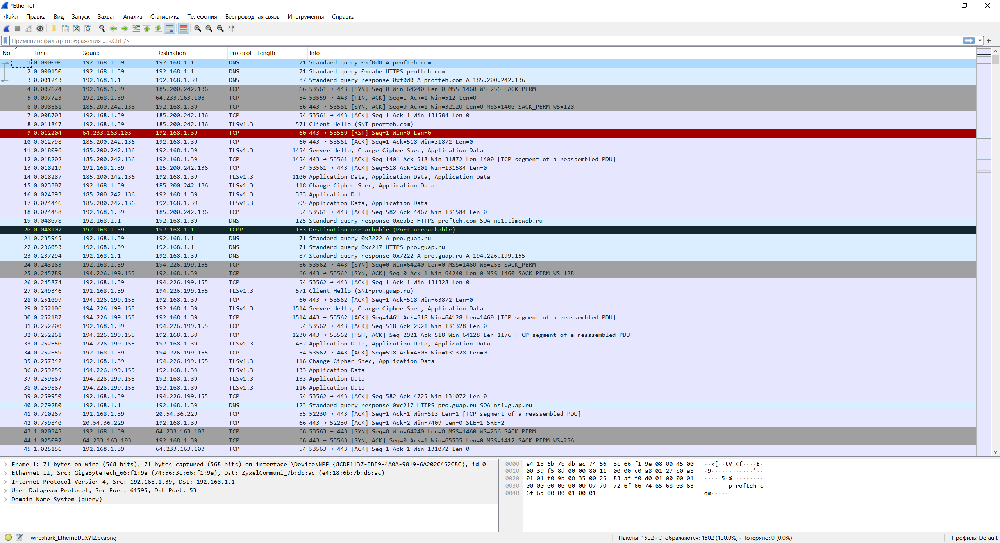 *Ethernet
Файл Правка Вид Запуск Захват Анализ Статистика Телефония Беспроводная связь Инструменты Справка
Примените фильтр отображения ... <Ctrl-/>
No. Time Source Destination Protocol Length Info
1 0.000000 192.168.1.39 192.168.1.1 DNS 71 Standard query 0xf0d0 A profteh.com
2 0.000150 192.168.1.39 192.168.1.1 DNS 71 Standard query 0xeabe HTTPS profteh.com
3 0.001243 192.168.1.1 192.168.1.39 DNS 87 Standard query response 0xf0d0 A profteh.com A 185.200.242.136
4 0.007674 192.168.1.39 185.200.242.136 TCP 66 53561 → 443 [SYN] Seq=0 Win=64240 Len=0 MSS=1460 WS=256 SACK_PERM
5 0.007723 192.168.1.39 64.233.163.103 TCP 54 53559 → 443 [FIN, ACK] Seq=1 Ack=1 Win=512 Len=0
6 0.008661 185.200.242.136 192.168.1.39 TCP 66 443 → 53561 [SYN, ACK] Seq=0 Ack=1 Win=32120 Len=0 MSS=1400 SACK_PERM WS=128
7 0.008703 192.168.1.39 185.200.242.136 TCP 54 53561 → 443 [ACK] Seq=1 Ack=1 Win=131584 Len=0
8 0.011847 192.168.1.39 185.200.242.136 TLSv1.3 571 Client Hello (SNI=profteh.com)
9 0.012204 64.233.163.103 192.168.1.39 TCP 60 443 → 53559 [RST] Seq=1 Win=0 Len=0
10 0.012798 185.200.242.136 192.168.1.39 TCP 60 443 → 53561 [ACK] Seq=1 Ack=518 Win=31872 Len=0
11 0.018096 185.200.242.136 192.168.1.39 TLSv1.3 1454 Server Hello, Change Cipher Spec, Application Data
12 0.018202 185.200.242.136 192.168.1.39 TCP 1454 443 → 53561 [ACK] Seq=1401 Ack=518 Win=31872 Len=1400 [TCP segment of a reassembled PDU]
13 0.018219 192.168.1.39 185.200.242.136 TCP 54 53561 → 443 [ACK] Seq=518 Ack=2801 Win=131584 Len=0
14 0.018287 185.200.242.136 192.168.1.39 TLSv1.3 1100 Application Data, Application Data, Application Data
15 0.023307 192.168.1.39 185.200.242.136 TLSv1.3 118 Change Cipher Spec, Application Data
16 0.024393 185.200.242.136 192.168.1.39 TLSv1.3 333 Application Data
17 0.024446 185.200.242.136 192.168.1.39 TLSv1.3 395 Application Data, Application Data
18 0.024458 192.168.1.39 185.200.242.136 TCP 54 53561 → 443 [ACK] Seq=582 Ack=4467 Win=131584 Len=0
19 0.048078 192.168.1.1 192.168.1.39 DNS 125 Standard query response 0xeabe HTTPS profteh.com SOA ns1.timeweb.ru
20 0.048102 192.168.1.39 192.168.1.1 ICMP 153 Destination unreachable (Port unreachable)
21 0.235945 192.168.1.39 192.168.1.1 DNS 71 Standard query 0x7222 A pro.guap.ru
22 0.236053 192.168.1.39 192.168.1.1 DNS 71 Standard query 0xc217 HTTPS pro.guap.ru
23 0.237294 192.168.1.1 192.168.1.39 DNS 87 Standard query response 0x7222 A pro.guap.ru A 194.226.199.155
24 0.243163 192.168.1.39 194.226.199.155 TCP 66 53562 → 443 [SYN] Seq=0 Win=64240 Len=0 MSS=1460 WS=256 SACK_PERM
25 0.245789 194.226.199.155 192.168.1.39 TCP 66 443 → 53562 [SYN, ACK] Seq=0 Ack=1 Win=64240 Len=0 MSS=1460 SACK_PERM WS=128
26 0.245874 192.168.1.39 194.226.199.155 TCP 54 53562 → 443 [ACK] Seq=1 Ack=1 Win=131328 Len=0
27 0.249346 192.168.1.39 194.226.199.155 TLSv1.3 571 Client Hello (SNI=pro.guap.ru)
28 0.251099 194.226.199.155 192.168.1.39 TCP 60 443 → 53562 [ACK] Seq=1 Ack=518 Win=63872 Len=0
29 0.252106 194.226.199.155 192.168.1.39 TLSv1.3 1514 Server Hello, Change Cipher Spec, Application Data
30 0.252187 194.226.199.155 192.168.1.39 TCP 1514 443 → 53562 [ACK] Seq=1461 Ack=518 Win=64128 Len=1460 [TCP segment of a reassembled PDU]
31 0.252200 192.168.1.39 194.226.199.155 TCP 54 53562 → 443 [ACK] Seq=518 Ack=2921 Win=131328 Len=0
32 0.252261 194.226.199.155 192.168.1.39 TCP 1230 443 → 53562 [PSH, ACK] Seq=2921 Ack=518 Win=64128 Len=1176 [TCP segment of a reassembled PDU]
33 0.252650 194.226.199.155 192.168.1.39 TLSv1.3 462 Application Data, Application Data, Application Data
34 0.252659 192.168.1.39 194.226.199.155 TCP 54 53562 → 443 [ACK] Seq=518 Ack=4505 Win=131328 Len=0
35 0.257342 192.168.1.39 194.226.199.155 TLSv1.3 118 Change Cipher Spec, Application Data
36 0.259259 194.226.199.155 192.168.1.39 TLSv1.3 133 Application Data
37 0.259867 194.226.199.155 192.168.1.39 TLSv1.3 133 Application Data
38 0.259867 194.226.199.155 192.168.1.39 TLSv1.3 116 Application Data
39 0.259950 192.168.1.39 194.226.199.155 TCP 54 53562 → 443 [ACK] Seq=582 Ack=4725 Win=131072 Len=0
40 0.279280 192.168.1.1 192.168.1.39 DNS 123 Standard query response 0xc217 HTTPS pro.guap.ru SOA ns1.guap.ru
41 0.710267 192.168.1.39 20.54.36.229 TCP 55 52230 → 443 [ACK] Seq=1 Ack=1 Win=513 Len=1 [TCP segment of a reassembled PDU]
42 0.759840 20.54.36.229 192.168.1.39 TCP 66 443 → 52230 [ACK] Seq=1 Ack=2 Win=7409 Len=0 SLE=1 SRE=2
43 1.020545 192.168.1.39 64.233.163.103 TCP 66 53563 → 443 [SYN] Seq=0 Win=64240 Len=0 MSS=1460 WS=256 SACK_PERM
44 1.025092 64.233.163.103 192.168.1.39 TCP 66 443 → 53563 [SYN, ACK] Seq=0 Ack=1 Win=65535 Len=0 MSS=1412 SACK_PERM WS=256
45 1.025156 192.168.1.39 64.233.163.103 TCP 54 53563 → 443 [ACK] Seq=1 Ack=1 Win=131072 Len=0
Frame 1: 71 bytes on wire (568 bits), 71 bytes captured (568 bits) on interface \Device\NPF_{8CDF1137-BBE9-4A0A-9819-6A202C452C8C}, id 0
Ethernet II, Src: GigaByteTech_66:f1:9e (74:56:3c:66:f1:9e), Dst: ZyxelCommuni_7b:db:ac (e4:18:6b:7b:db:ac)
Internet Protocol Version 4, Src: 192.168.1.39, Dst: 192.168.1.1
User Datagram Protocol, Src Port: 61595, Dst Port: 53
Domain Name System (query)
0000 e4 18 6b 7b db ac 74 56 3c 66 f1 9e 08 00 45 00 ··k{··tV <f····E·
0010 00 39 f5 8d 00 00 80 11 00 00 c0 a8 01 27 c0 a8 ·9······ ·····'··
0020 01 01 f0 9b 00 35 00 25 83 af f0 d0 01 00 00 01 ·····5·% ········
0030 00 00 00 00 00 00 07 70 72 6f 66 74 65 68 03 63 ·······p rofteh·c
0040 6f 6d 00 00 01 00 01 om·····
wireshark_EthernetJ9XYI2.pcapng
Пакеты: 1502 · Отображаются: 1502 (100.0%) · Потеряно: 0 (0.0%)
Профиль: Default